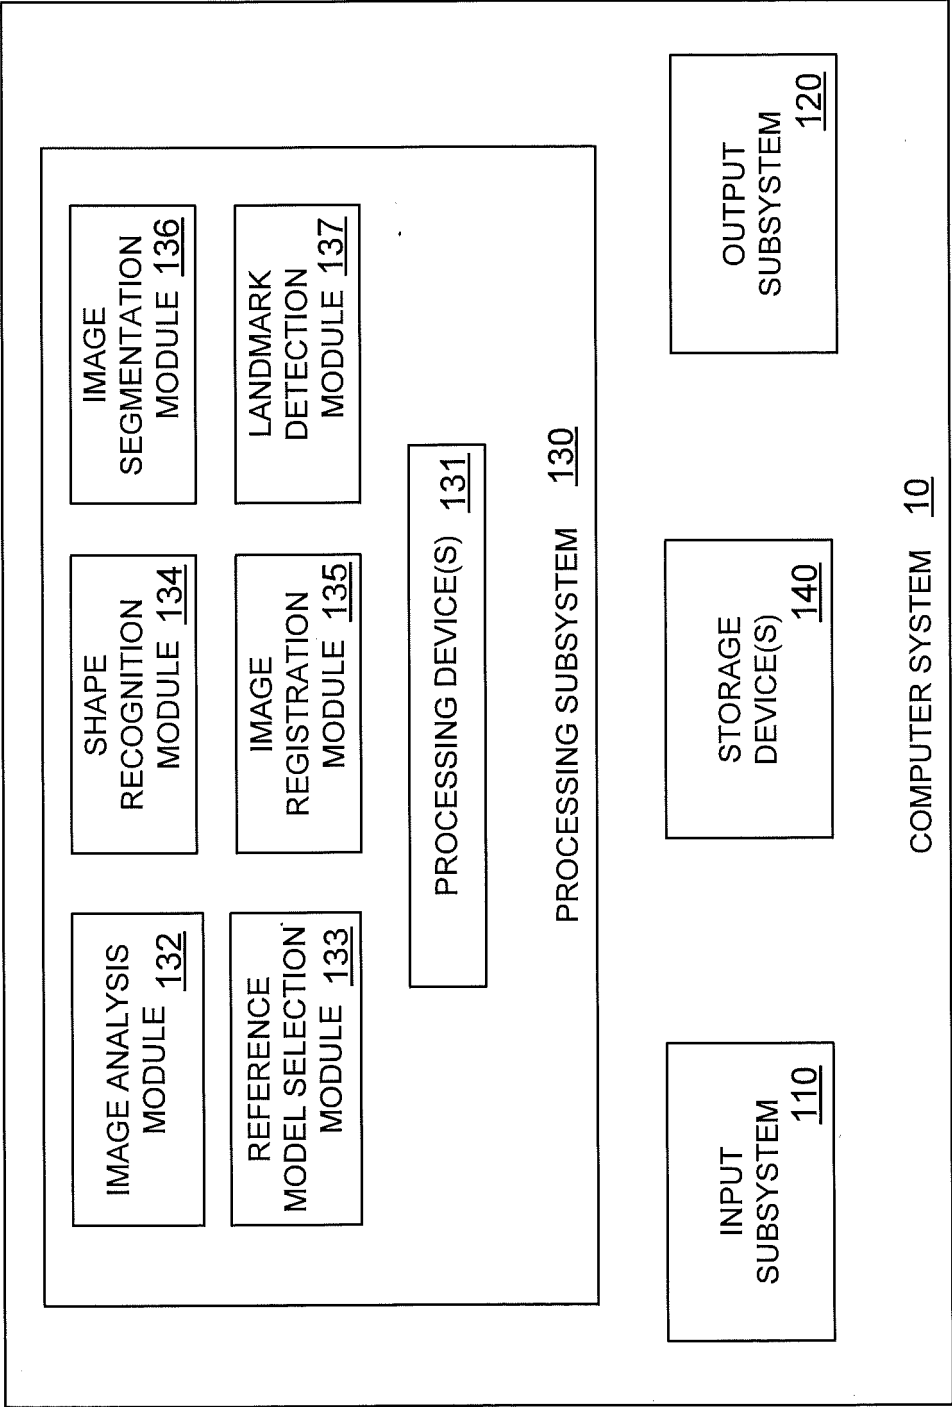 IMAGE ANALYSIS
MODULE 132
SHAPE
RECOGNITION
MODULE 134
IMAGE
SEGMENTATION
MODULE 136
REFERENCE
MODEL SELECTION
MODULE 133
IMAGE
REGISTRATION
MODULE 135
LANDMARK
DETECTION
MODULE 137
PROCESSING DEVICE(S) 131
PROCESSING SUBSYSTEM 130
INPUT
SUBSYSTEM
110
STORAGE
DEVICE(S)
140
OUTPUT
SUBSYSTEM
120
COMPUTER SYSTEM 10